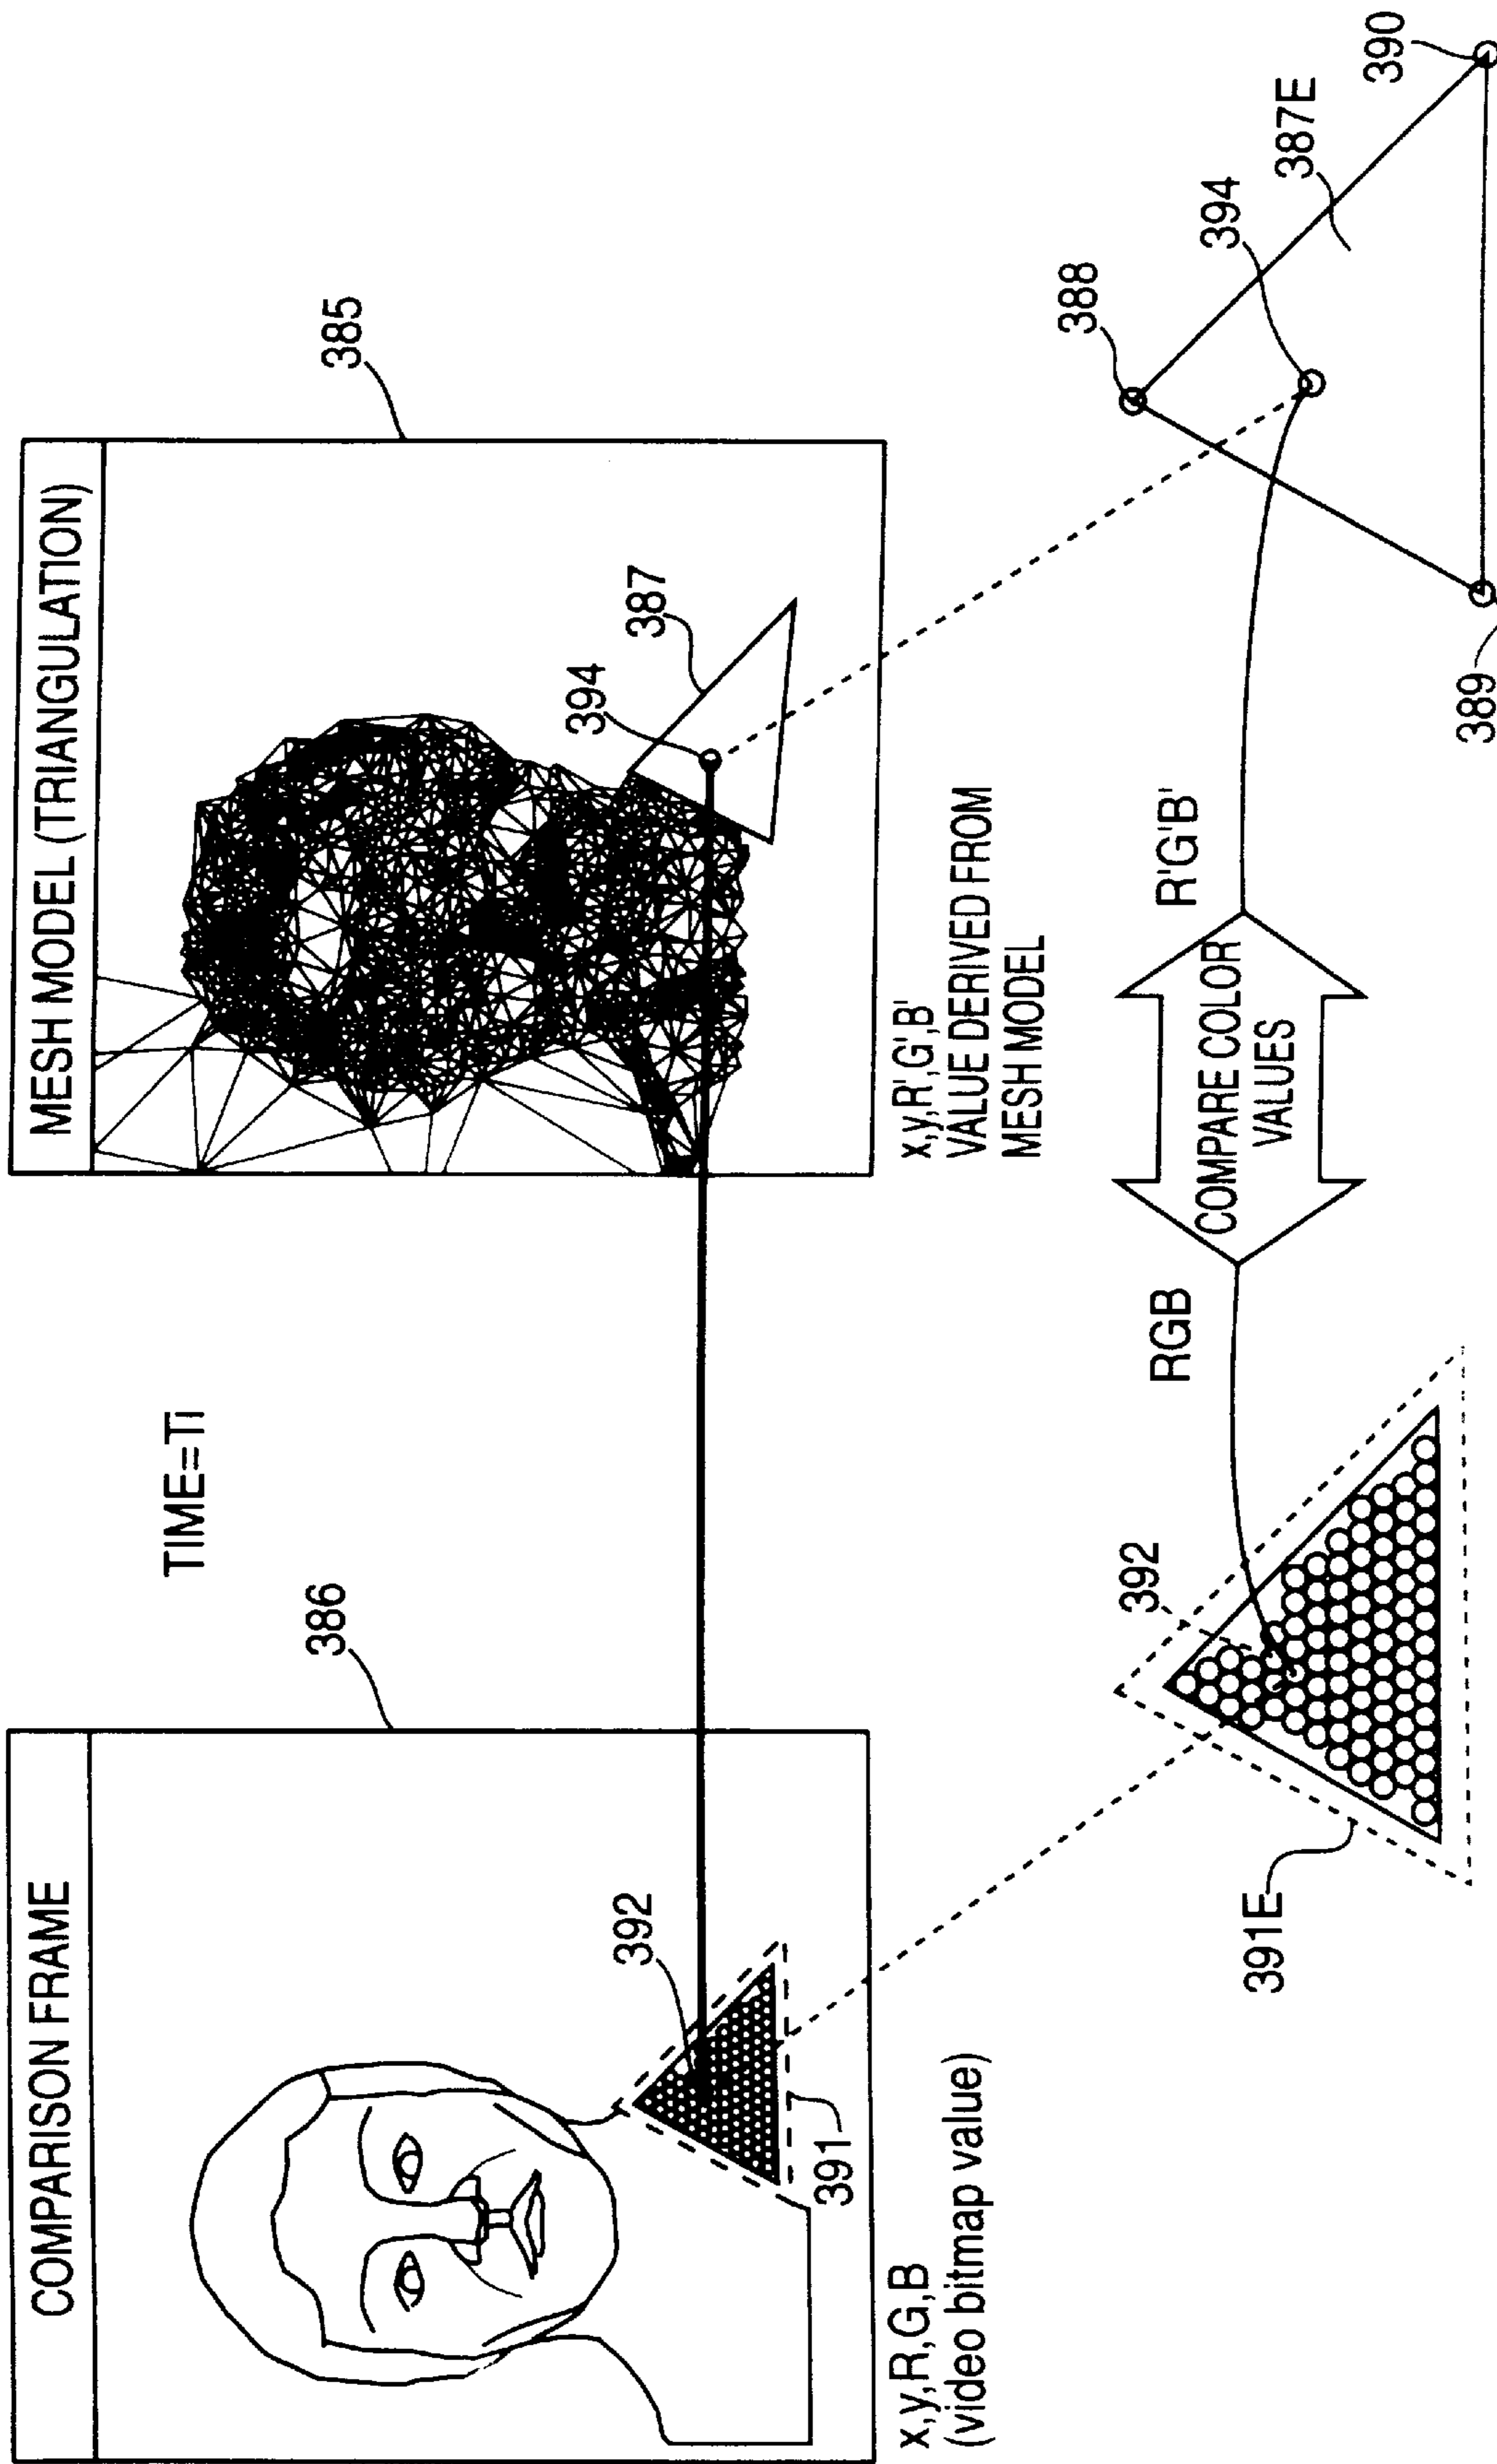 COMPARISON FRAME
386
392
391
x,y,R,G,B
(video bitmap value)
TIME=Ti
MESH MODEL (TRIANGULATION)
385
394
387
x,y,R',G',B'
VALUE DERIVED FROM
MESH MODEL
391E
392
RGB
COMPARE COLOR
VALUES
R'G'B'
388
394
387E
389
390